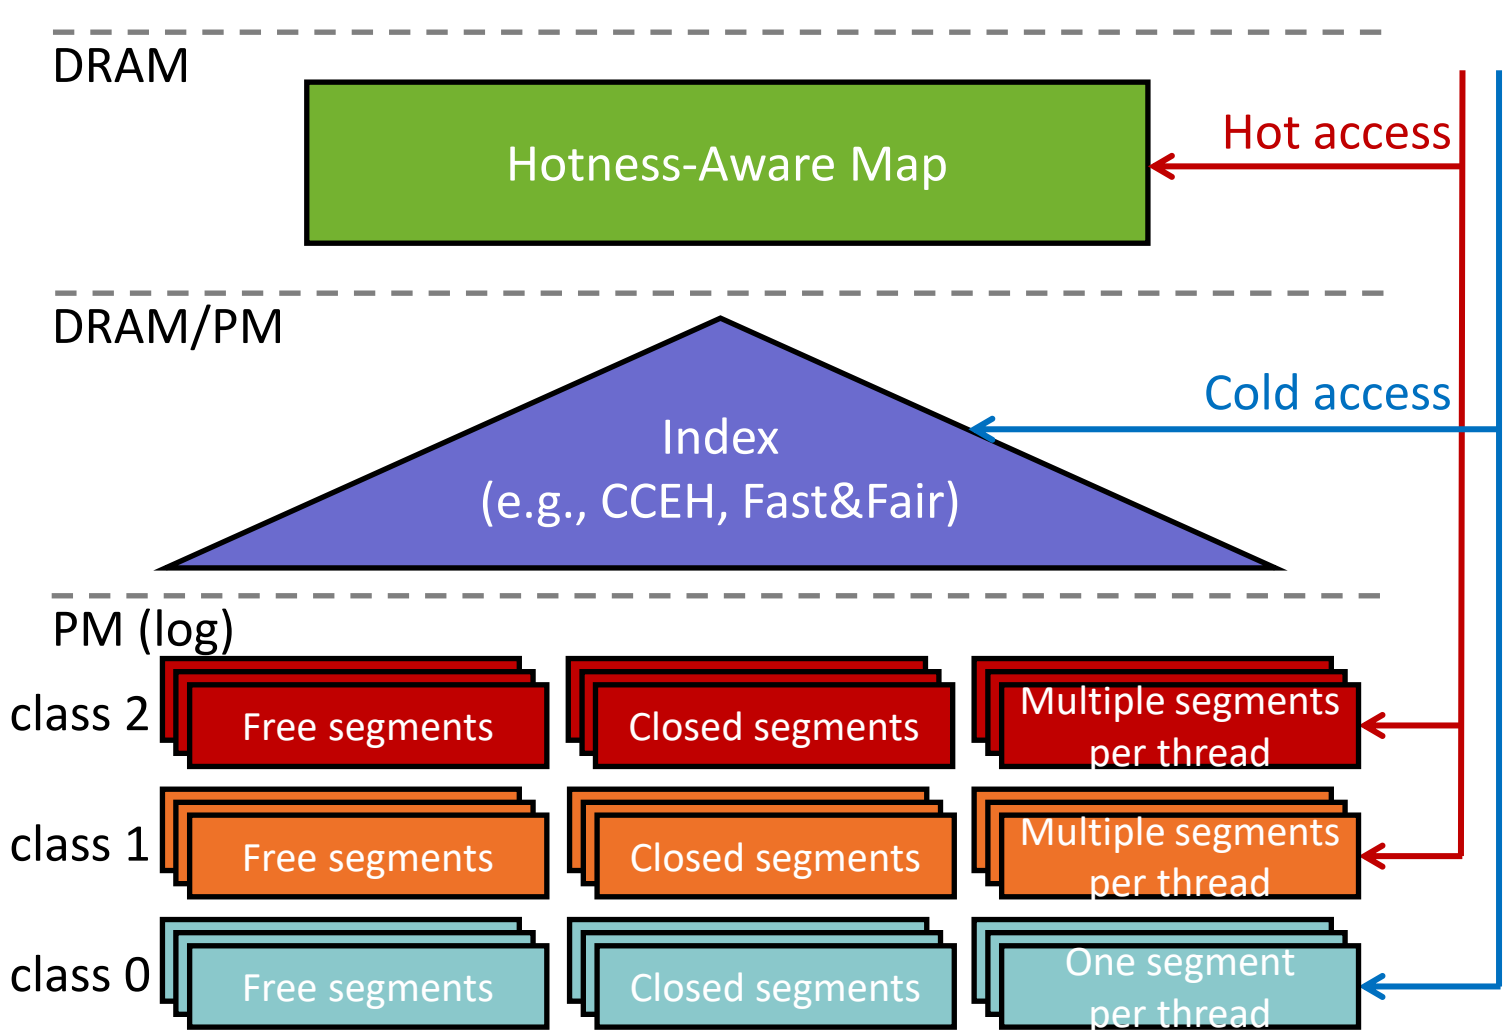 DRAM
Hot access
Hotness-Aware Map
DRAM/PM
Cold access
Index
(e.g., CCEH, Fast&Fair)
PM (log)
class 2
Free segments
Closed segments
Multiple segments
per thread
class 1
Free segments
Closed segments
Multiple segments
per thread
class 0
Free segments
Closed segments
One segment
per thread